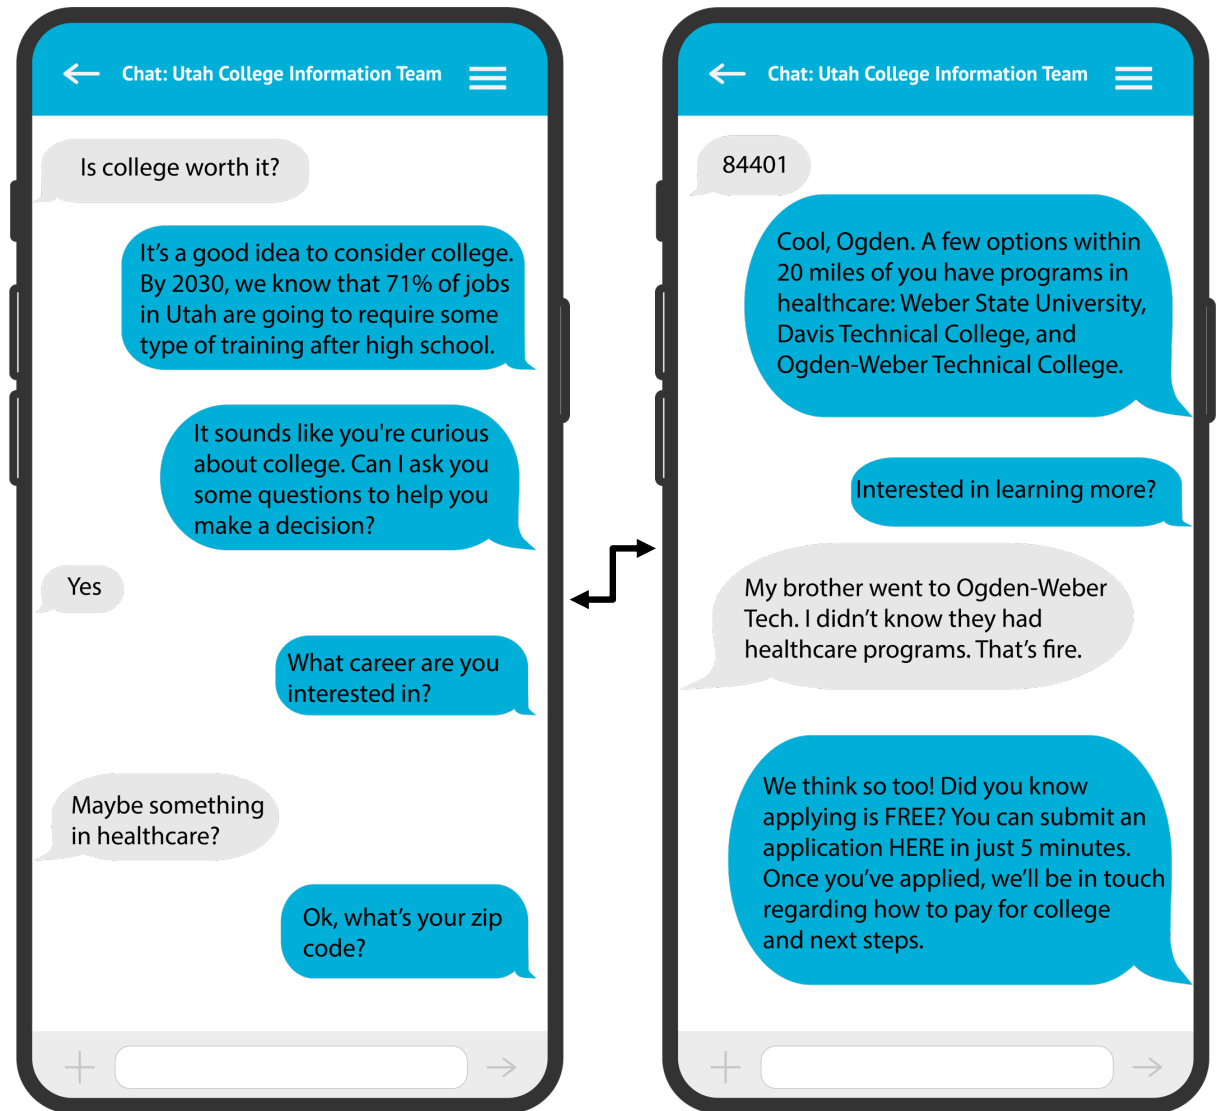 Chat: Utah College Information Team
Is college worth it?
It’s a good idea to consider college.
By 2030, we know that 71% of jobs
in Utah are going to require some
type of training after high school.
It sounds like you're curious
about college. Can I ask you
some questions to help you
make a decision?
Yes
What career are you
interested in?
Maybe something
in healthcare?
Ok, what’s your zip
code?
Chat: Utah College Information Team
84401
Cool, Ogden. A few options within
20 miles of you have programs in
healthcare: Weber State University,
Davis Technical College, and
Ogden-Weber Technical College.
Interested in learning more?
My brother went to Ogden-Weber
Tech. I didn’t know they had
healthcare programs. That’s fire.
We think so too! Did you know
applying is FREE? You can submit an
application HERE in just 5 minutes.
Once you’ve applied, we’ll be in touch
regarding how to pay for college
and next steps.